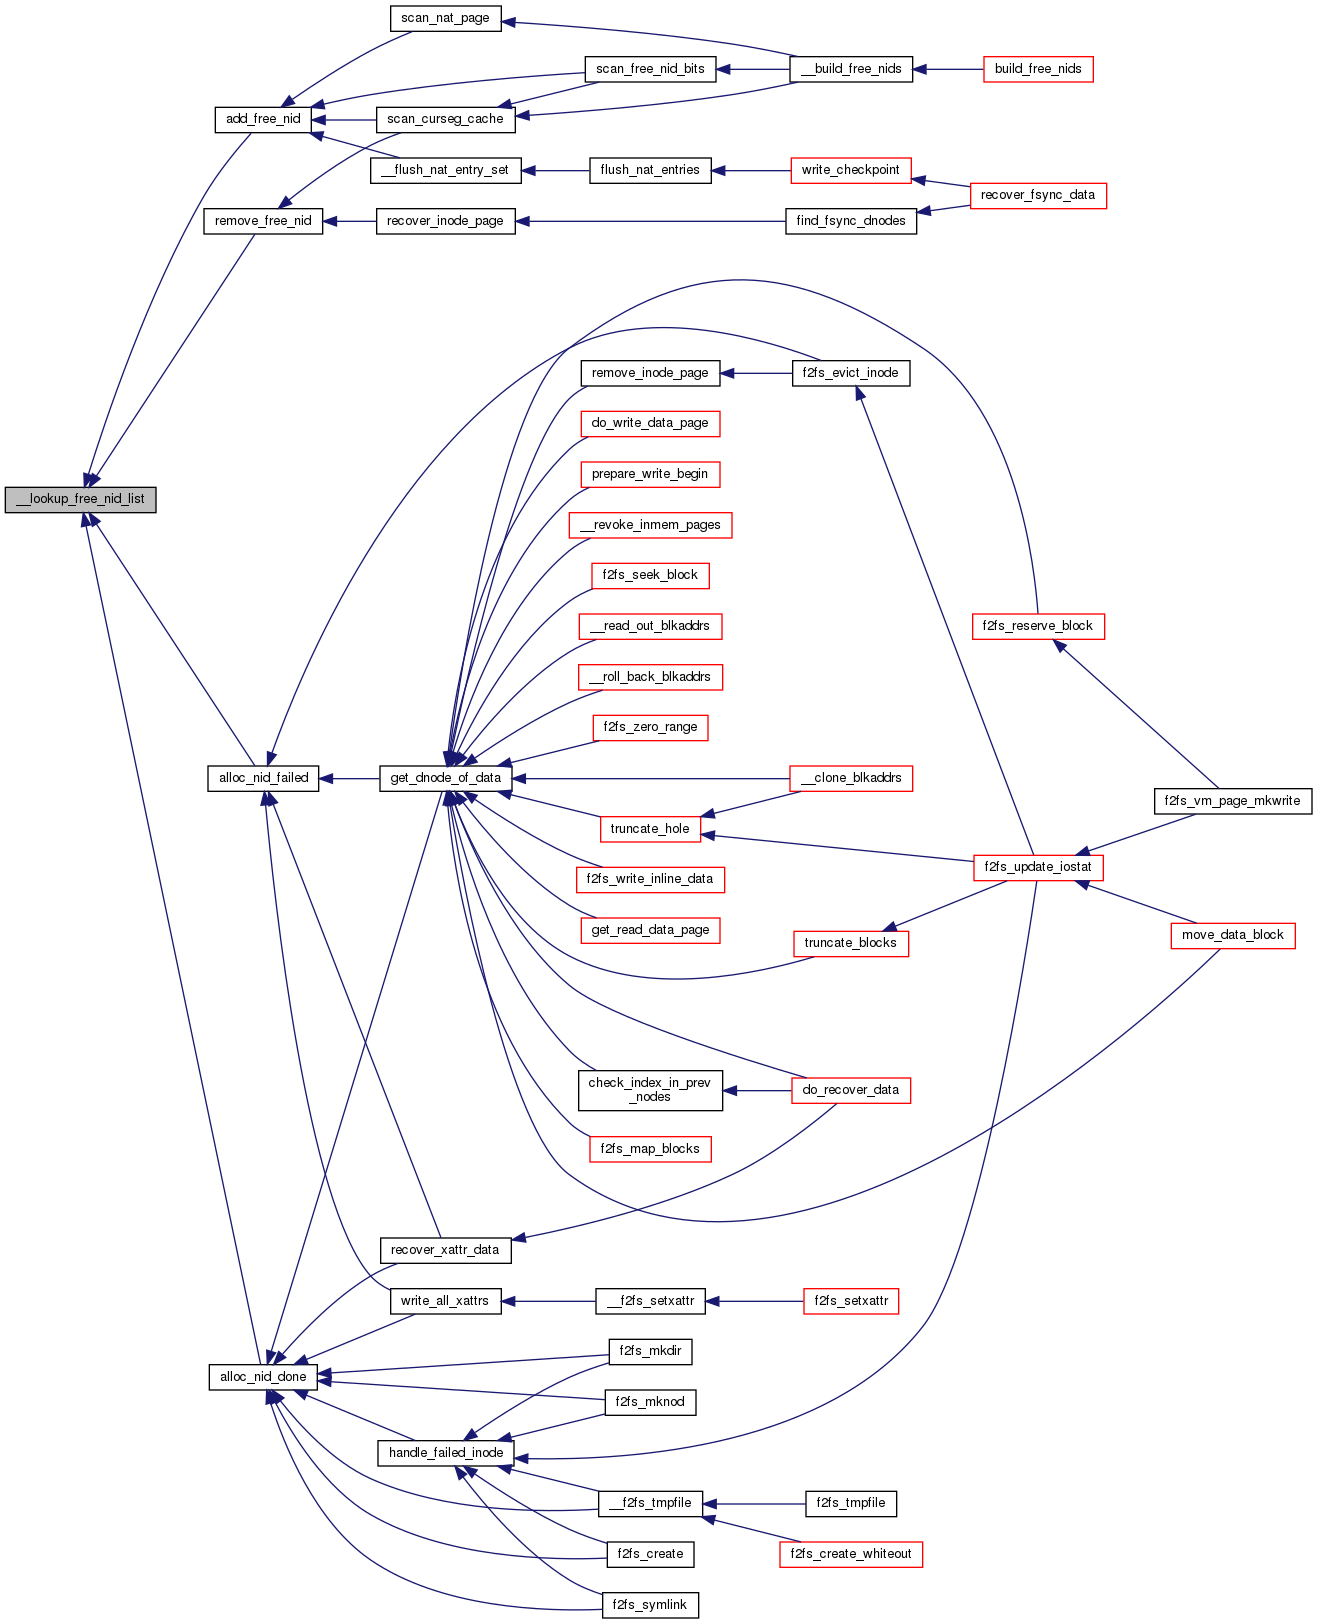 scan_nat_page
scan_free_nid_bits
__build_free_nids
build_free_nids
add_free_nid
scan_curseg_cache
__flush_nat_entry_set
flush_nat_entries
write_checkpoint
recover_fsync_data
remove_free_nid
recover_inode_page
find_fsync_dnodes
remove_inode_page
f2fs_evict_inode
do_write_data_page
prepare_write_begin
__lookup_free_nid_list
__revoke_inmem_pages
f2fs_seek_block
__read_out_blkaddrs
f2fs_reserve_block
__roll_back_blkaddrs
f2fs_zero_range
alloc_nid_failed
get_dnode_of_data
__clone_blkaddrs
f2fs_vm_page_mkwrite
truncate_hole
f2fs_update_iostat
f2fs_write_inline_data
get_read_data_page
truncate_blocks
move_data_block
check_index_in_prev
_nodes
do_recover_data
f2fs_map_blocks
recover_xattr_data
write_all_xattrs
__f2fs_setxattr
f2fs_setxattr
f2fs_mkdir
alloc_nid_done
f2fs_mknod
handle_failed_inode
__f2fs_tmpfile
f2fs_tmpfile
f2fs_create
f2fs_create_whiteout
f2fs_symlink